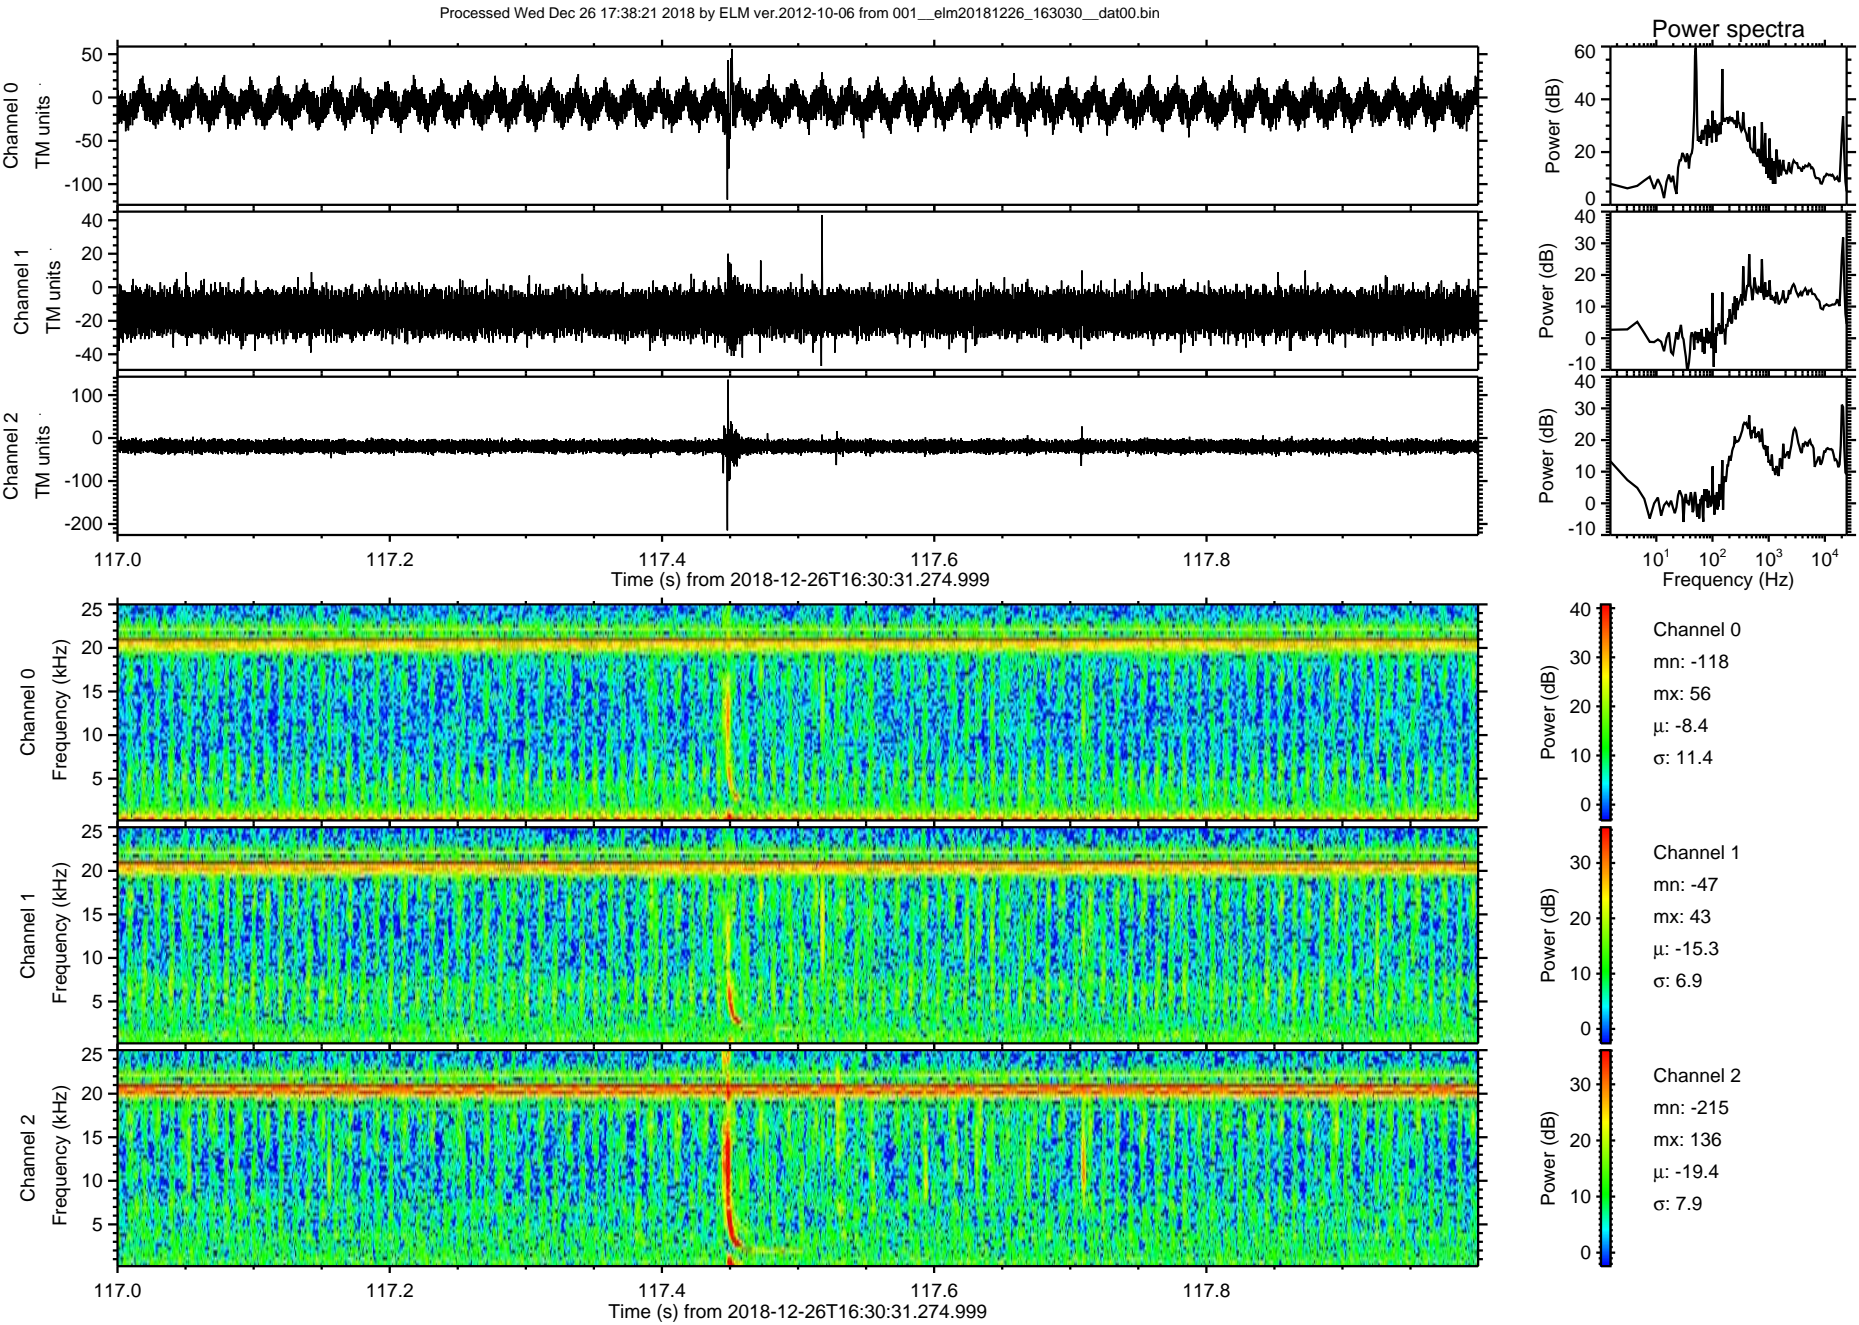 Processed Wed Dec 26 17:38:21 2018 by ELM ver.2012-10-06 from 001__elm20181226_163030__dat00.bin
Power spectra
Channel 0
TM units
50
0
-50
-100
Power (dB)
60
40
20
0
Channel 1
TM units
40
20
0
-20
-40
Power (dB)
40
30
20
10
0
-10
Channel 2
TM units
100
0
-100
-200
Power (dB)
40
30
20
10
0
-10
117.0 117.2 117.4 117.6 117.8
Time (s) from 2018-12-26T16:30:31.274.999
10^1 10^2 10^3 10^4
Frequency (Hz)
Channel 0
Frequency (kHz)
25
20
15
10
5
Power (dB)
40
30
20
10
0
Channel 0
mn: -118
mx: 56
μ: -8.4
σ: 11.4
Channel 1
Frequency (kHz)
25
20
15
10
5
Power (dB)
30
20
10
0
Channel 1
mn: -47
mx: 43
μ: -15.3
σ: 6.9
Channel 2
Frequency (kHz)
25
20
15
10
5
Power (dB)
30
20
10
0
Channel 2
mn: -215
mx: 136
μ: -19.4
σ: 7.9
117.0 117.2 117.4 117.6 117.8
Time (s) from 2018-12-26T16:30:31.274.999